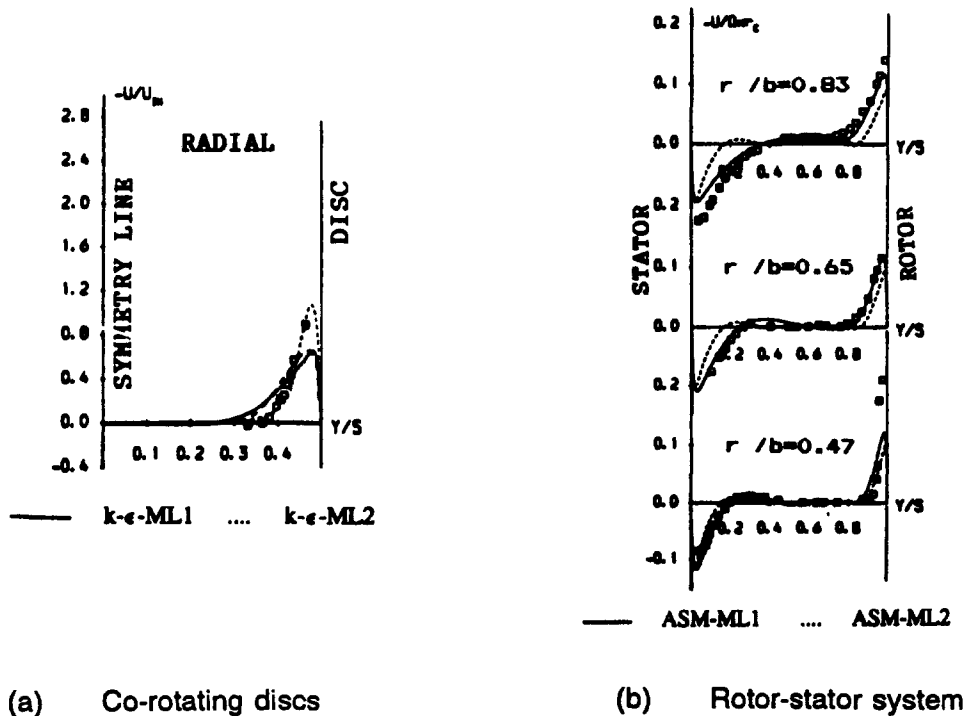 -U/U
RADIAL
SYMMETRY LINE
DISC
2.8
2.4
2.0
1.6
1.2
0.8
0.4
0.0
-0.4
0.1 0.2 0.3 0.4
Y/S
k-ϵ-ML1 .... k-ϵ-ML2
(a) Co-rotating discs
r /b=0.83
STATOR
ROTOR
0.2
0.1
0.0
0.2 0.4 0.6 0.8
Y/S
0.2
r /b=0.65
0.1
0.0
0.2 0.4 0.6 0.8
0.2
r /b=0.47
0.1
0.0
0.2 0.4 0.6 0.8
Y/S
-0.1
ASM-ML1 .... ASM-ML2
(b) Rotor-stator system